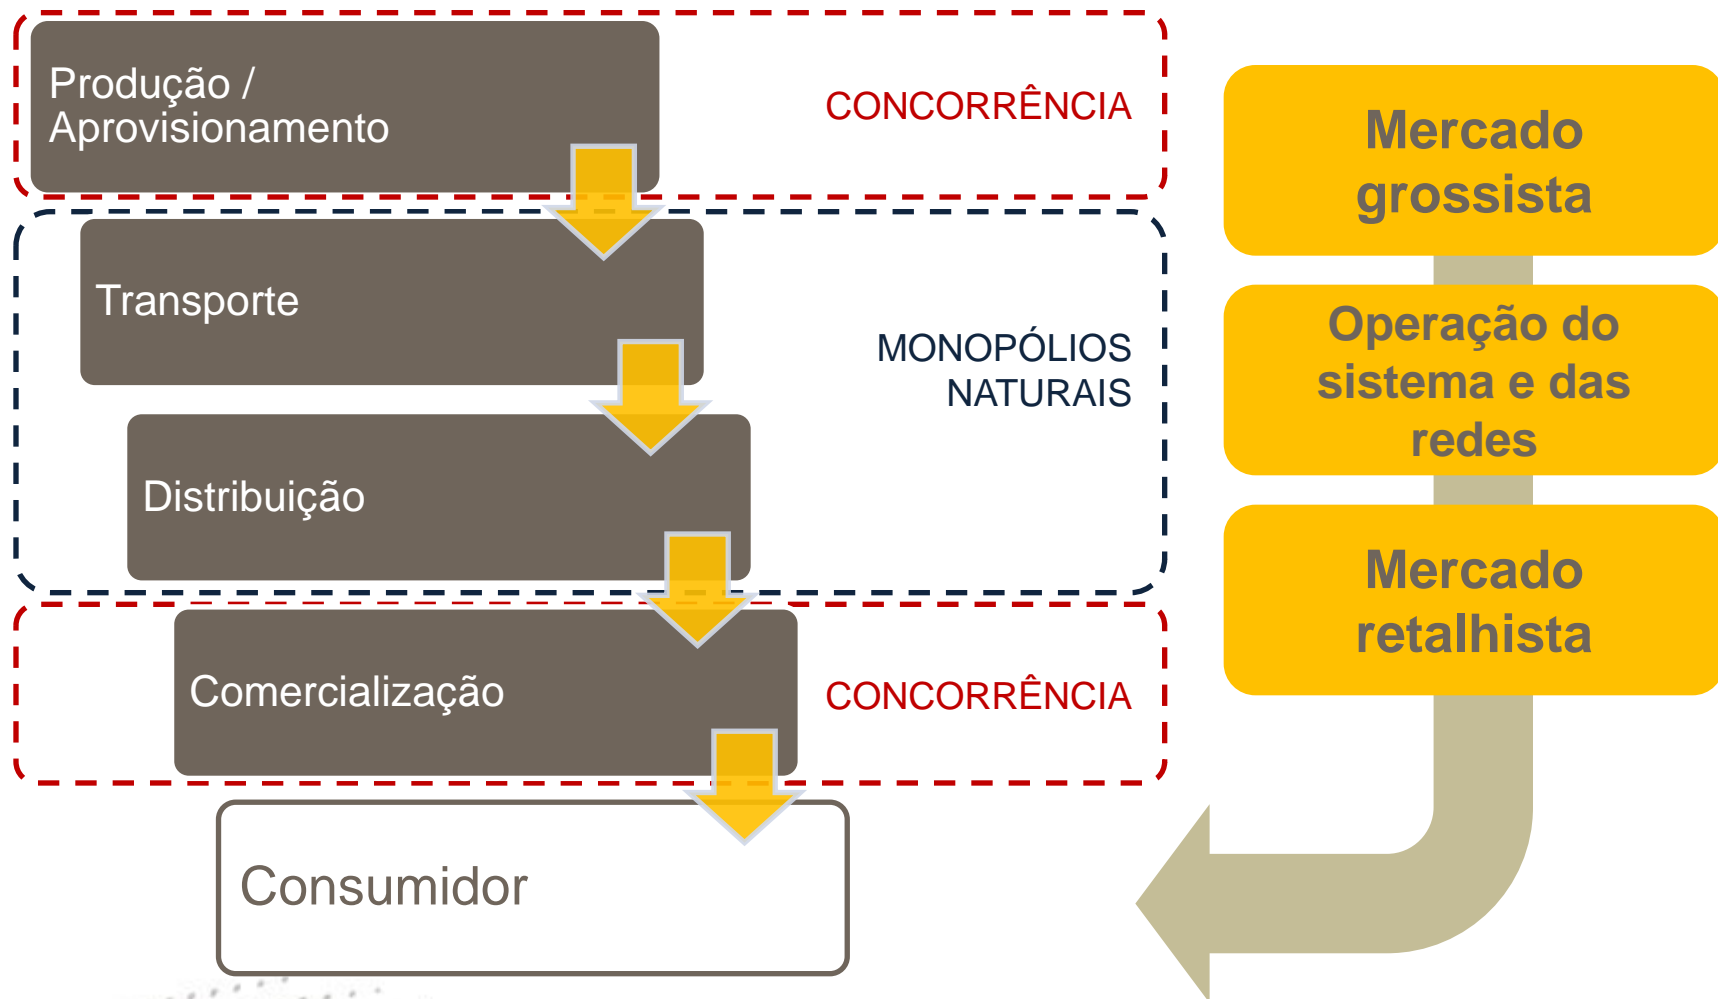 Produção /
Aprovisionamento
CONCORRÊNCIA
Transporte
MONOPÓLIOS
NATURAIS
Distribuição
Comercialização
CONCORRÊNCIA
Consumidor
Mercado
grossista
Operação do
sistema e das
redes
Mercado
retalhista